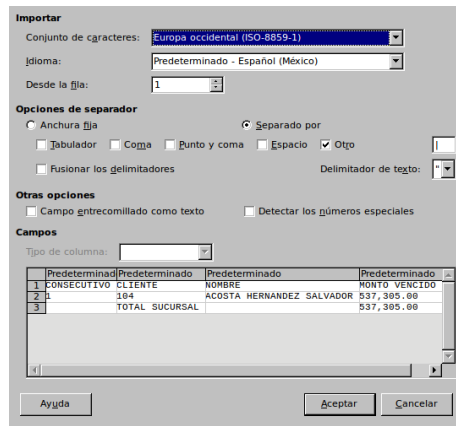 Importar
Conjunto de caracteres: Europa occidental (ISO-8859-1)
Idioma: Predeterminado - Español (México)
Desde la fila: 1
Opciones de separador
Anchura fija Separado por
Tabulador Coma Punto y coma Espacio Otro |
Fusionar los delimitadores Delimitador de texto: "
Otras opciones
Campo entrecomillado como texto Detectar los números especiales
Campos
Tipo de columna:
Predeterminad Predeterminado Predeterminado Predeterminado
1 CONSECUTIVO CLIENTE NOMBRE MONTO VENCIDO
2 1 104 ACOSTA HERNANDEZ SALVADOR 537,305.00
3 TOTAL SUCURSAL 537,305.00
Ayuda Aceptar Cancelar